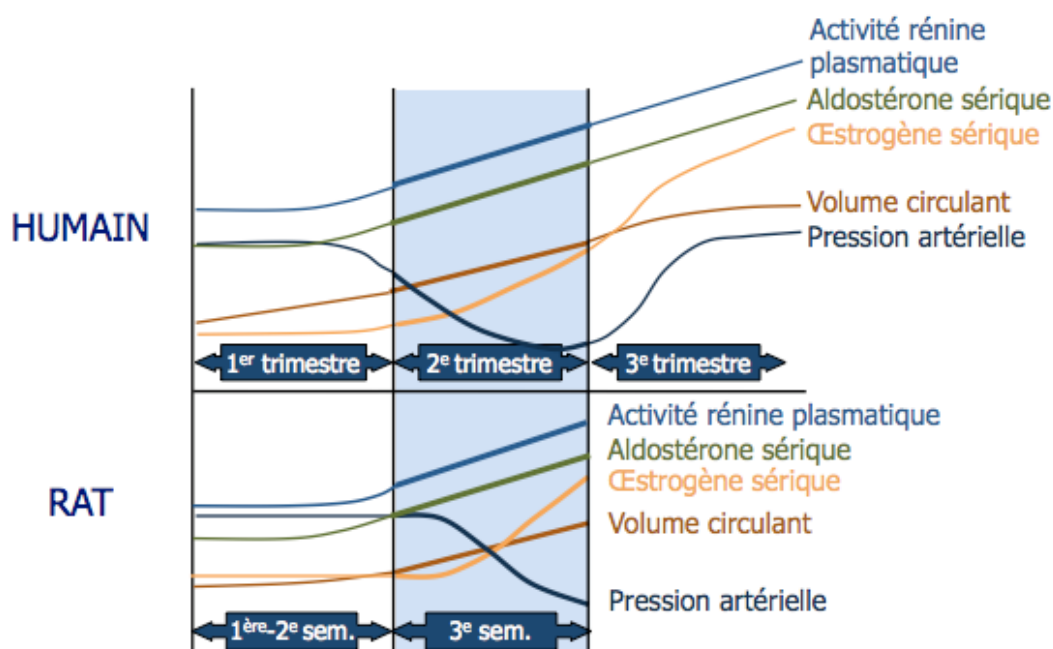 Activité rénine
plasmatique
Aldostérone sérique
Œstrogène sérique
HUMAIN
Volume circulant
Pression artérielle
1er trimestre
2e trimestre
3e trimestre
Activité rénine plasmatique
Aldostérone sérique
Œstrogène sérique
RAT
Volume circulant
Pression artérielle
1ère-2e sem.
3e sem.